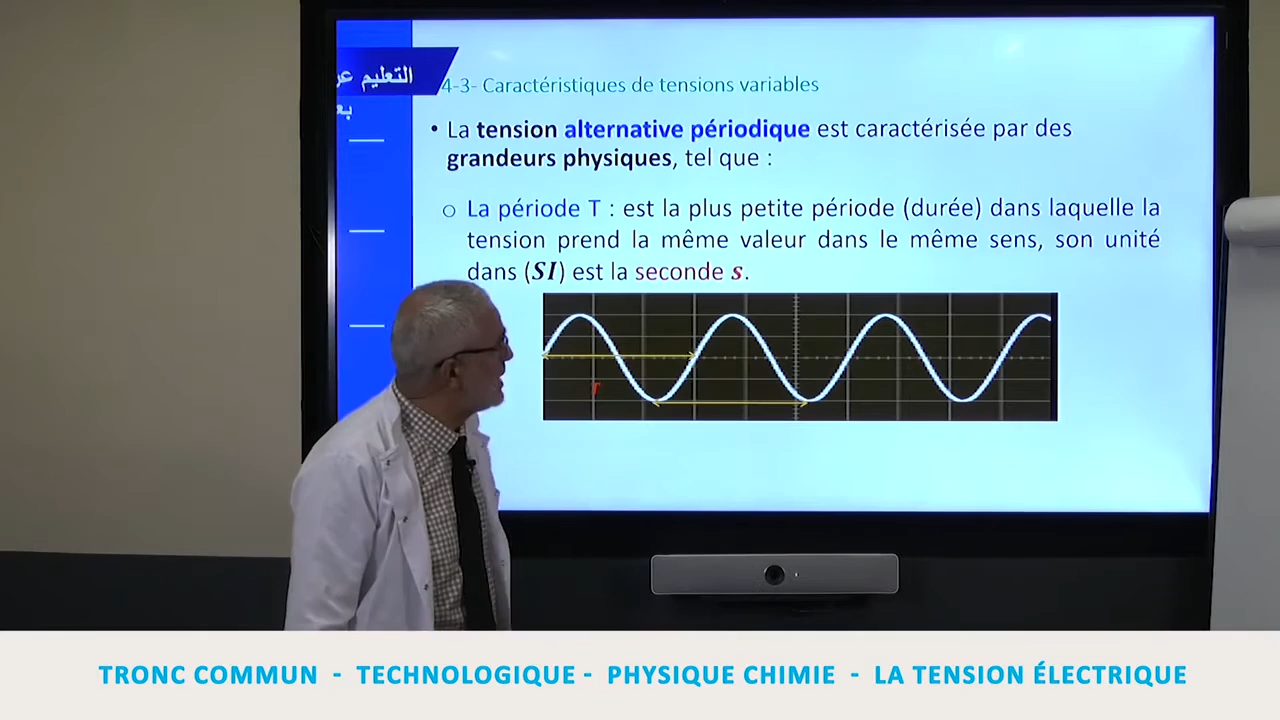 التعليم عن
بعد
4-3- Caractéristiques de tensions variables
• La tension alternative périodique est caractérisée par des
grandeurs physiques, tel que :
o La période T : est la plus petite période (durée) dans laquelle la
tension prend la même valeur dans le même sens, son unité
dans (SI) est la seconde s.
T
TRONC COMMUN - TECHNOLOGIQUE - PHYSIQUE CHIMIE - LA TENSION ÉLECTRIQUE